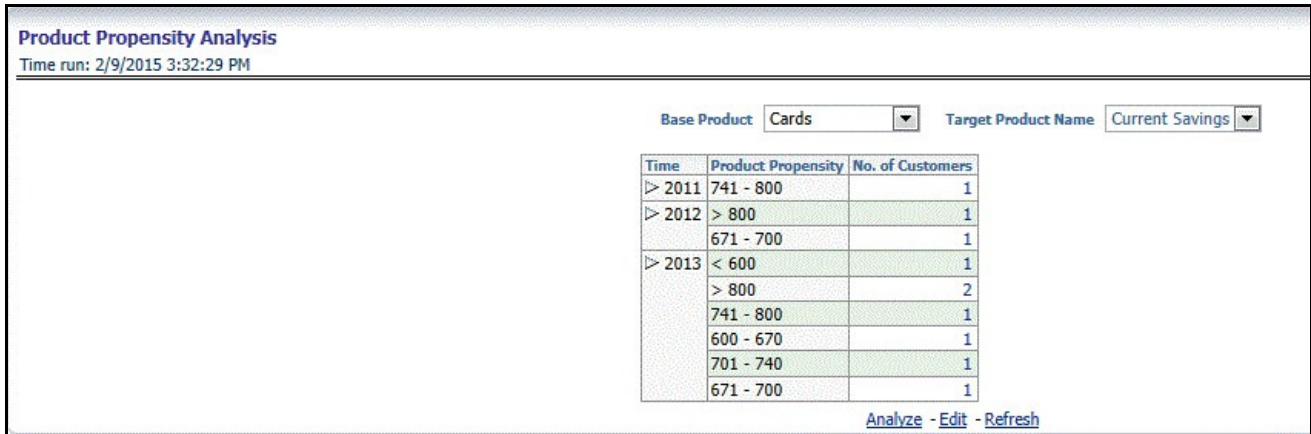 Product Propensity Analysis
Time run: 2/9/2015 3:32:29 PM
Base Product Cards Target Product Name Current Savings
Time Product Propensity No. of Customers
2011 741 - 800 1
2012 > 800 1
671 - 700 1
2013 < 600 1
> 800 2
741 - 800 1
600 - 670 1
701 - 740 1
671 - 700 1
Analyze - Edit - Refresh